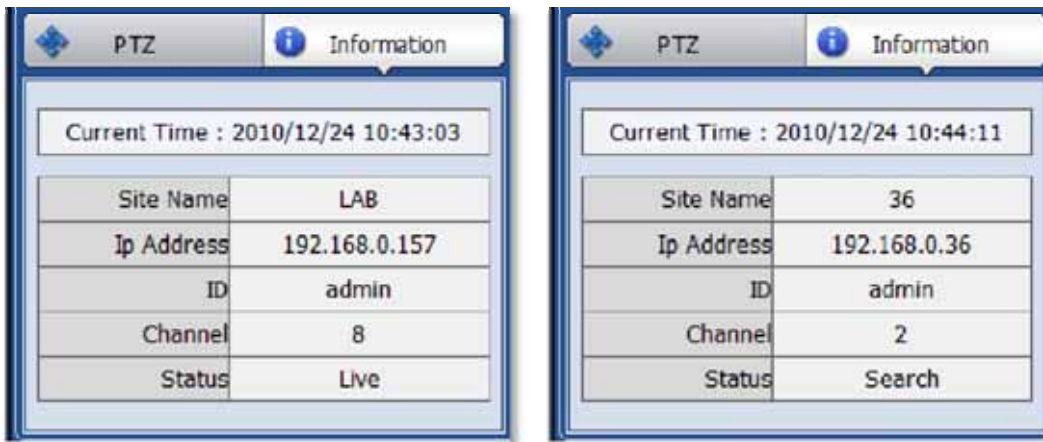 PTZ Information
Current Time : 2010/12/24 10:43:03
Site Name LAB
Ip Address 192.168.0.157
ID admin
Channel 8
Status Live
PTZ Information
Current Time : 2010/12/24 10:44:11
Site Name 36
Ip Address 192.168.0.36
ID admin
Channel 2
Status Search